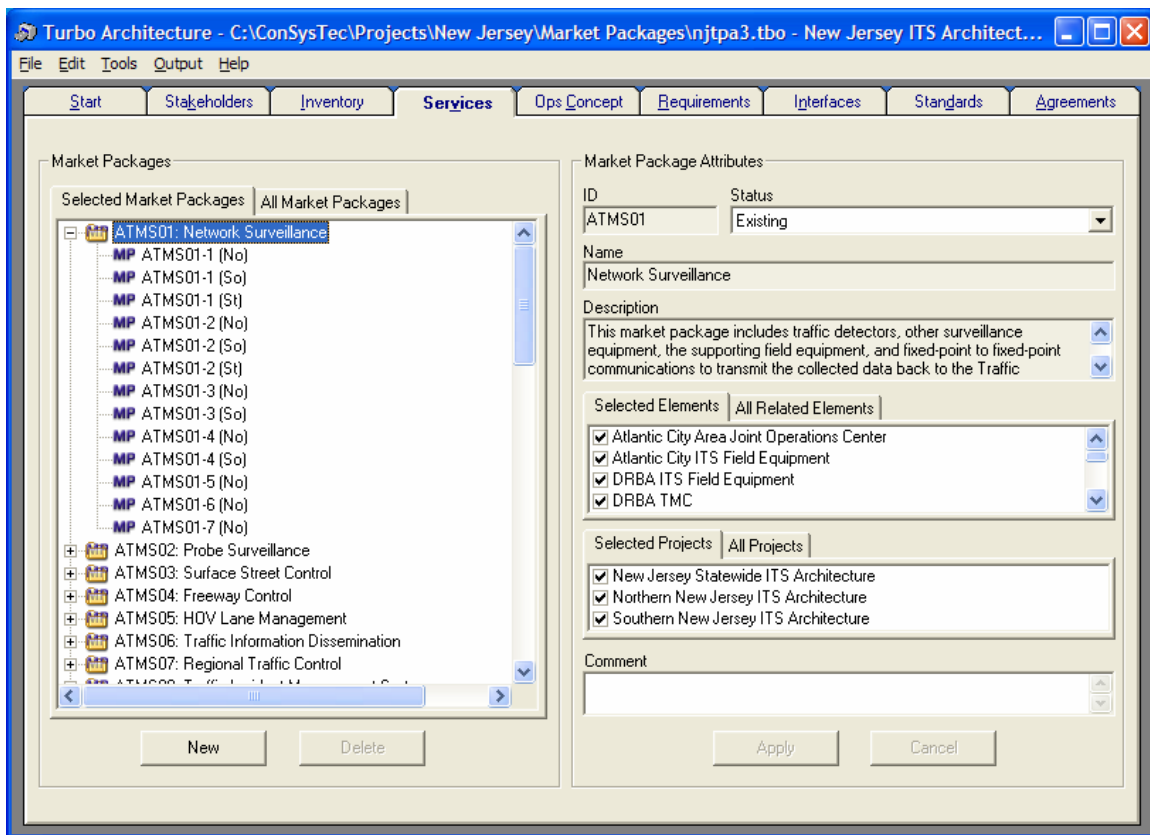 Turbo Architecture - C:\ConSysTec\Projects\New Jersey\Market Packages\njtpa3.tbo - New Jersey ITS Architect...
File Edit Tools Output Help
Start Stakeholders Inventory Services Ops Concept Requirements Interfaces Standards Agreements
Market Packages
Selected Market Packages All Market Packages
ATMS01: Network Surveillance
MP ATMS01-1 (No)
MP ATMS01-1 (So)
MP ATMS01-1 (St)
MP ATMS01-2 (No)
MP ATMS01-2 (So)
MP ATMS01-2 (St)
MP ATMS01-3 (No)
MP ATMS01-3 (So)
MP ATMS01-4 (No)
MP ATMS01-4 (So)
MP ATMS01-5 (No)
MP ATMS01-6 (No)
MP ATMS01-7 (No)
ATMS02: Probe Surveillance
ATMS03: Surface Street Control
ATMS04: Freeway Control
ATMS05: HOV Lane Management
ATMS06: Traffic Information Dissemination
ATMS07: Regional Traffic Control
New Delete
Market Package Attributes
ID Status
ATMS01 Existing
Name
Network Surveillance
Description
This market package includes traffic detectors, other surveillance
equipment, the supporting field equipment, and fixed-point to fixed-point
communications to transmit the collected data back to the Traffic
Selected Elements All Related Elements
Atlantic City Area Joint Operations Center
Atlantic City ITS Field Equipment
DRBA ITS Field Equipment
DRBA TMC
Selected Projects All Projects
New Jersey Statewide ITS Architecture
Northern New Jersey ITS Architecture
Southern New Jersey ITS Architecture
Comment
Apply Cancel